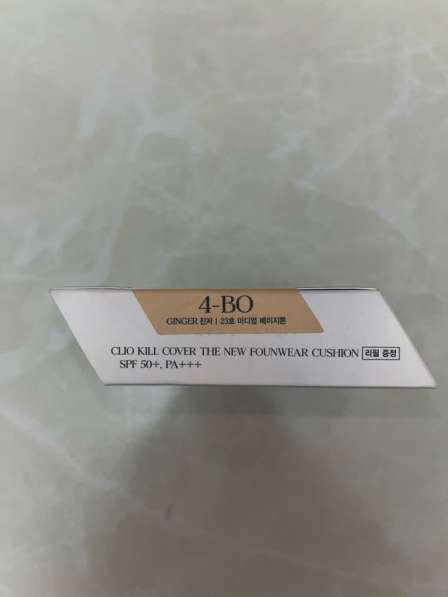 4-BO
GINGER 진저 | 23호 미디엄 베이지톤
CLIO KILL COVER THE NEW FOUNWEAR CUSHION 리필 증정
SPF 50+, PA+++